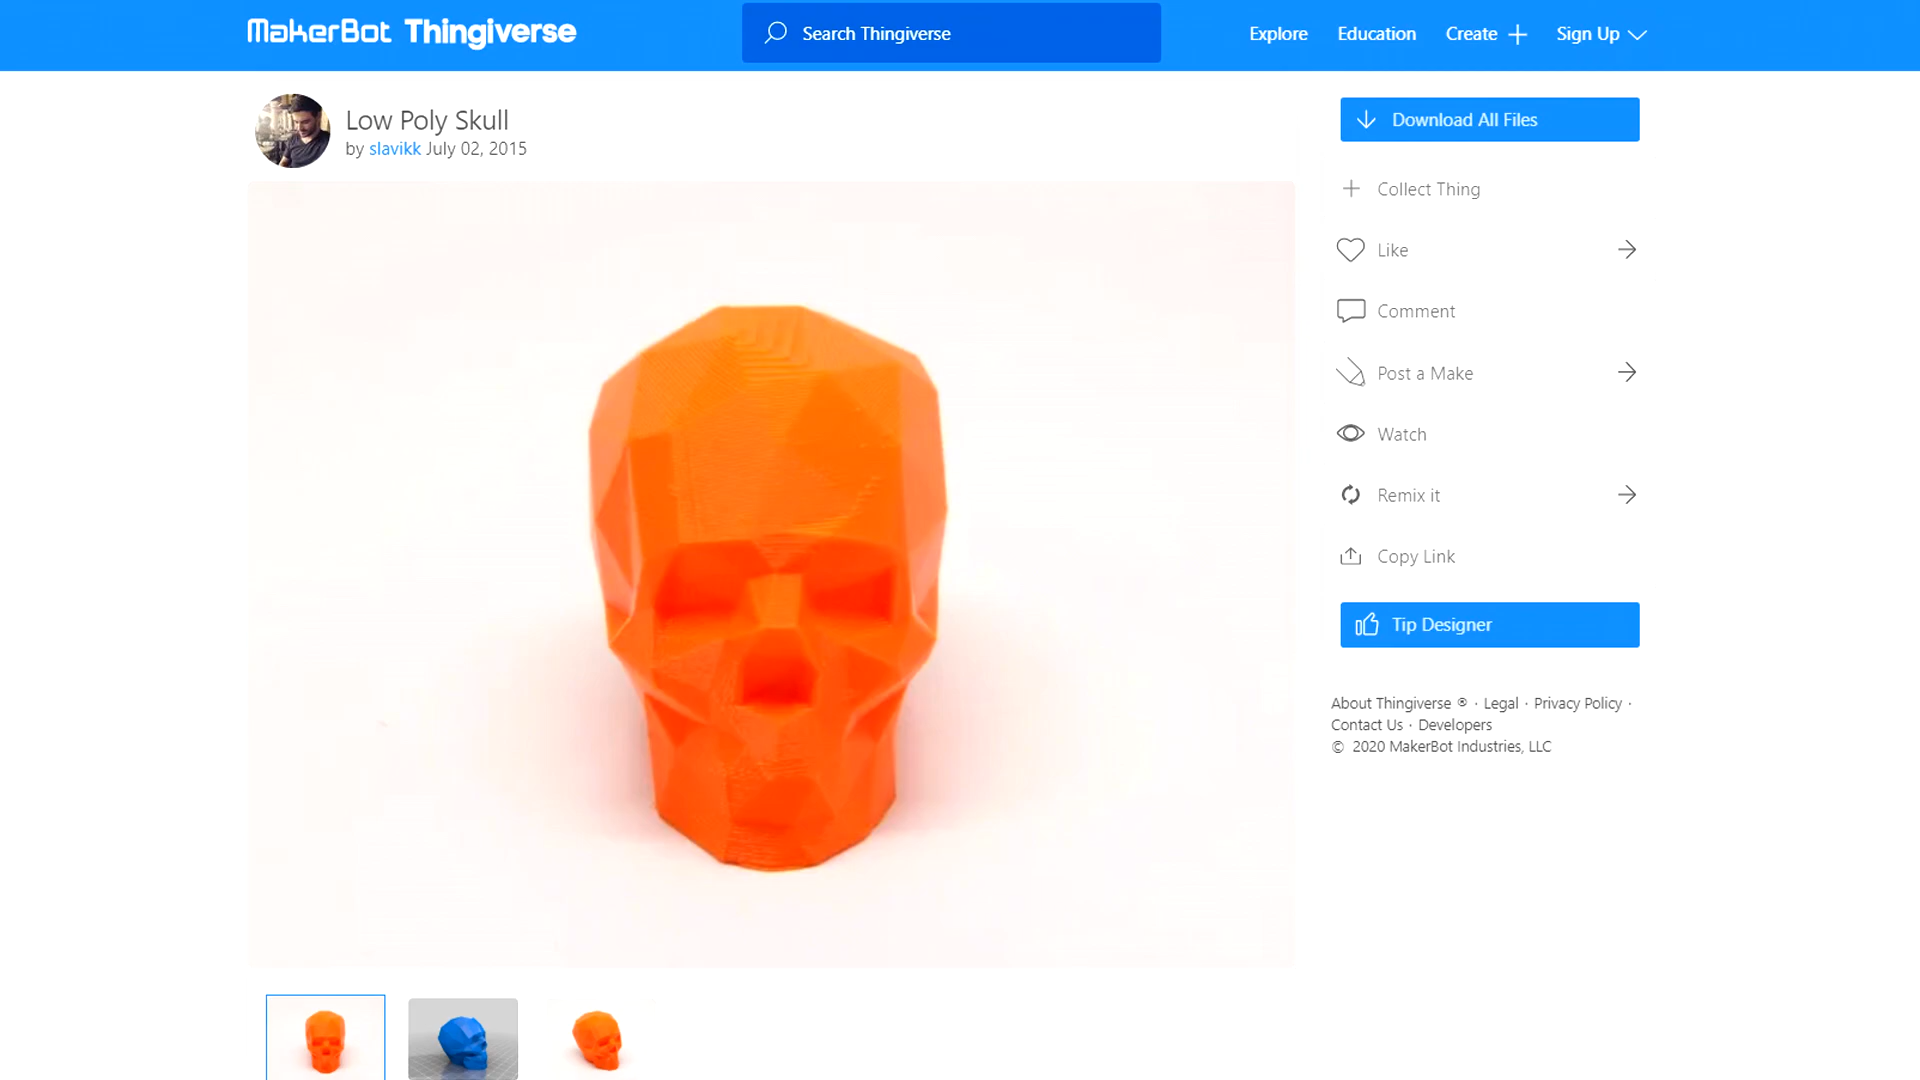 MakerBot Thingiverse
Search Thingiverse
Explore
Education
Create
Sign Up
Low Poly Skull
by slavikk July 02, 2015
Download All Files
Collect Thing
Like
Comment
Post a Make
Watch
Remix it
Copy Link
Tip Designer
About Thingiverse ® · Legal · Privacy Policy ·
Contact Us · Developers
© 2020 MakerBot Industries, LLC